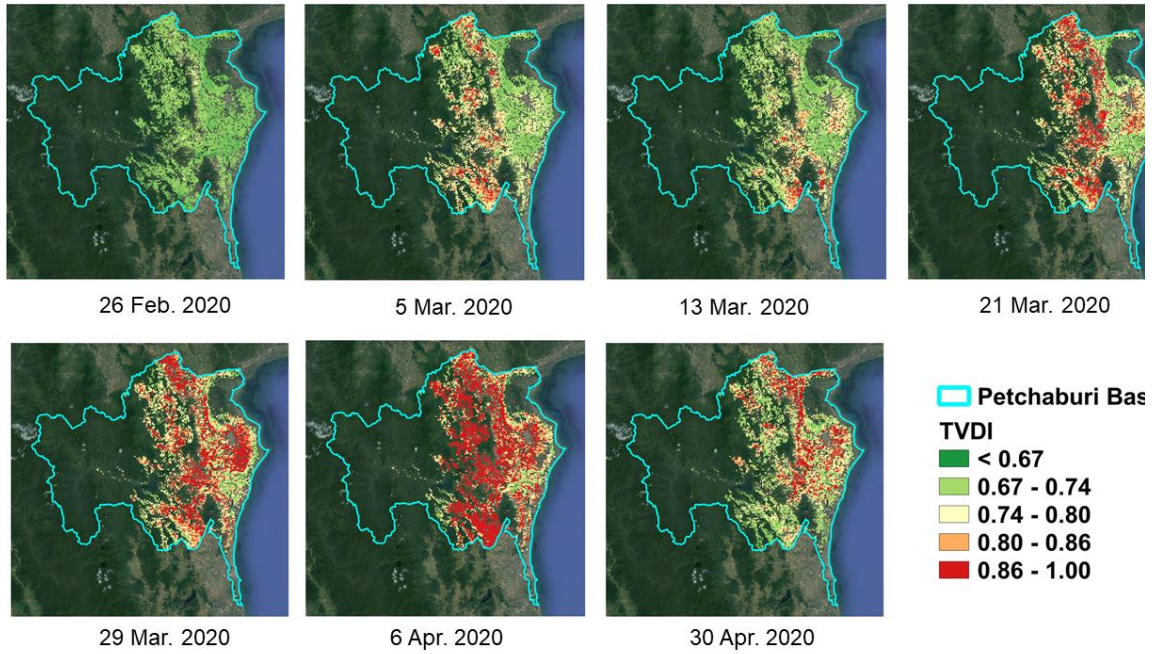 26 Feb. 2020
5 Mar. 2020
13 Mar. 2020
21 Mar. 2020
29 Mar. 2020
6 Apr. 2020
30 Apr. 2020
Petchaburi Bas
TVDI
< 0.67
0.67 - 0.74
0.74 - 0.80
0.80 - 0.86
0.86 - 1.00